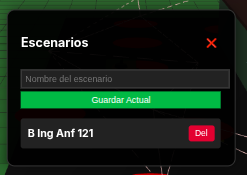 Escenarios
Nombre del escenario
Guardar Actual
B Ing Anf 121
Del